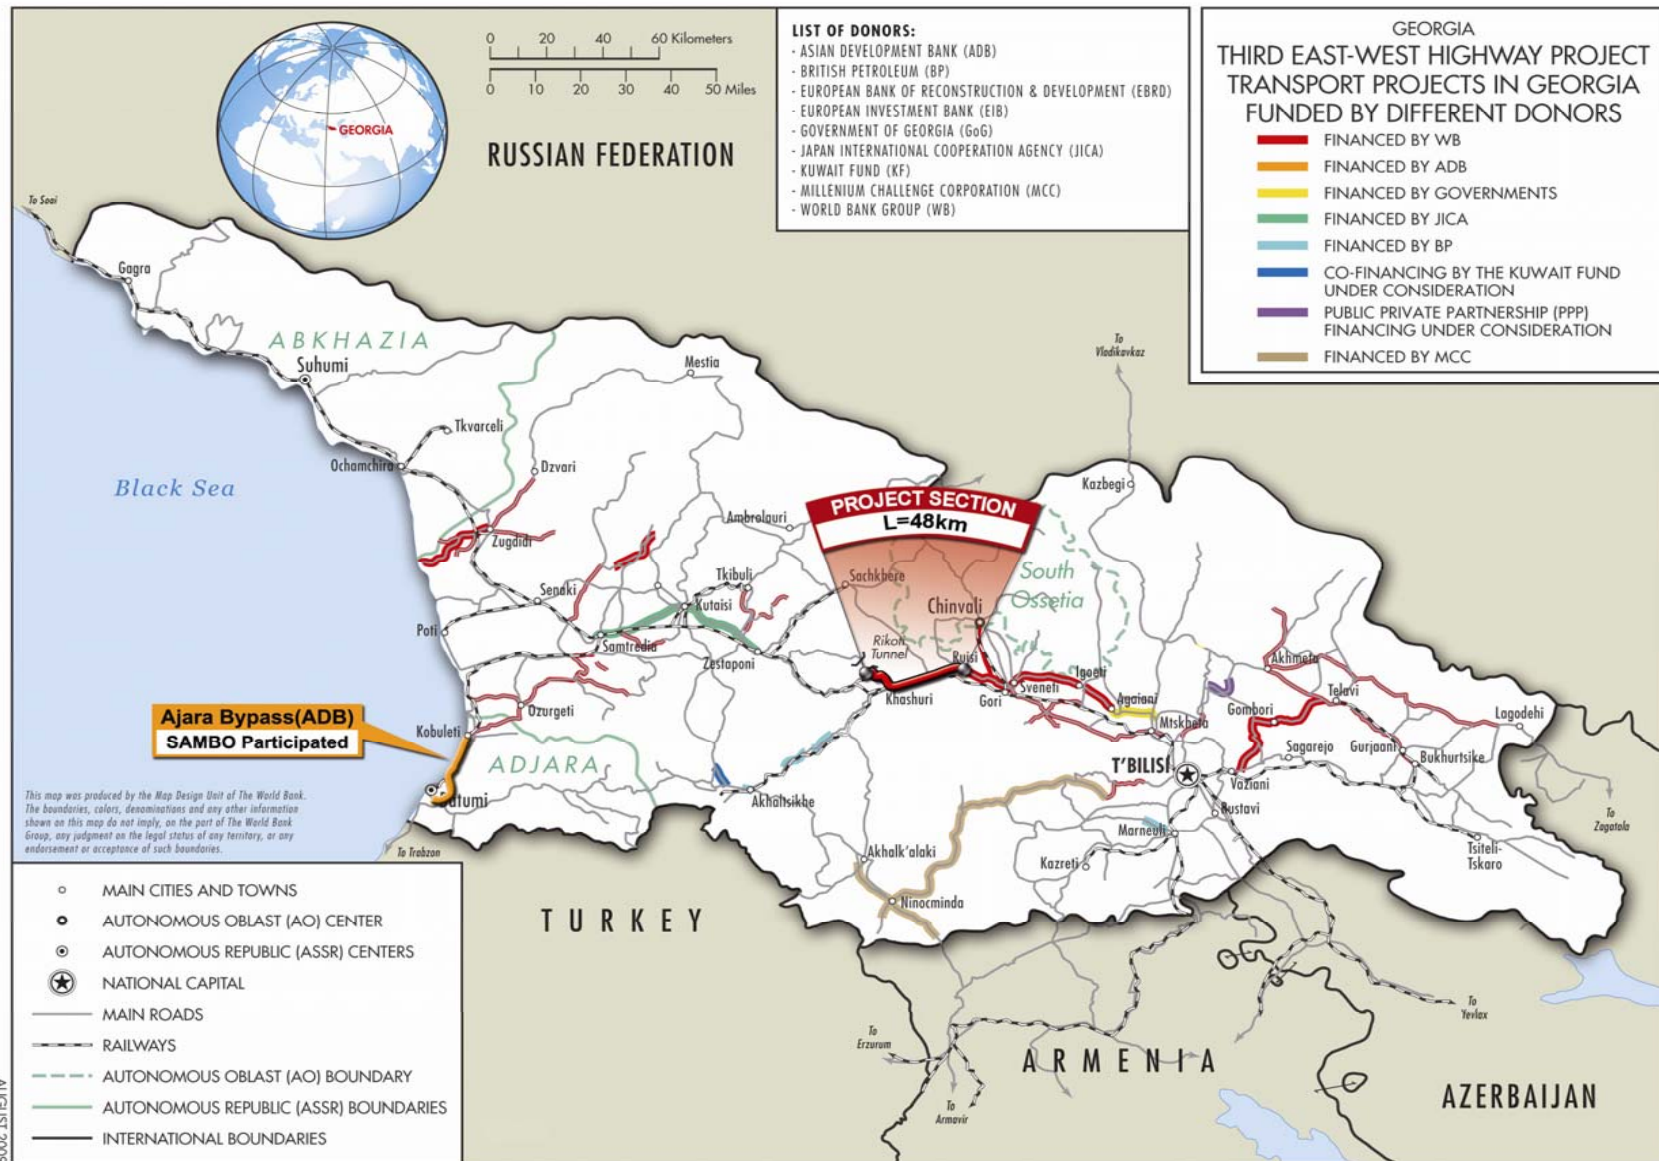 0 20 40 60 Kilometers
0 10 20 30 40 50 Miles
GEORGIA
RUSSIAN FEDERATION
LIST OF DONORS:
- ASIAN DEVELOPMENT BANK (ADB)
- BRITISH PETROLEUM (BP)
- EUROPEAN BANK OF RECONSTRUCTION & DEVELOPMENT (EBRD)
- EUROPEAN INVESTMENT BANK (EIB)
- GOVERNMENT OF GEORGIA (GoG)
- JAPAN INTERNATIONAL COOPERATION AGENCY (JICA)
- KUWAIT FUND (KF)
- MILLENIUM CHALLENGE CORPORATION (MCC)
- WORLD BANK GROUP (WB)
GEORGIA
THIRD EAST-WEST HIGHWAY PROJECT
TRANSPORT PROJECTS IN GEORGIA
FUNDED BY DIFFERENT DONORS
FINANCED BY WB
FINANCED BY ADB
FINANCED BY GOVERNMENTS
FINANCED BY JICA
FINANCED BY BP
CO-FINANCING BY THE KUWAIT FUND
UNDER CONSIDERATION
PUBLIC PRIVATE PARTNERSHIP (PPP)
FINANCING UNDER CONSIDERATION
FINANCED BY MCC
To Soai
Gagra
ABKHAZIA
Suhumi
Mestia
To
Vladikavkaz
Tkvarceli
Ochamchira
Dzvari
Black Sea
Kazbegi
PROJECT SECTION
L=48km
Ambrolauri
Zugdidi
South
Ossetia
Tkibuli
Sachkhere
Senaki
Kutaisi
Chinvali
Poti
Samtredia
Rikoti
Tunnel
Zestaponi
Ruisi
Akhmeta
Igoeti
Sveneti
Khashuri
Gori
Agaiani
Telavi
Gombori
Lagodehi
Ozurgeti
Mtskheta
Kobuleti
Ajara Bypass(ADB)
SAMBO Participated
ADJARA
Sagarejo
Gurjaani
Bukhurtsike
T'BILISI
Vaziani
Akhaltsikhe
Rustavi
Marneuli
To
Zagatala
Tsiteli-
Tskaro
This map was produced by the Map Design Unit of The World Bank.
The boundaries, colors, denominations and any other information
shown on this map do not imply, on the part of The World Bank
Group, any judgment on the legal status of any territory, or any
endorsement or acceptance of such boundaries.
To Trabzon
Akhalk'alaki
Kazreti
Ninocminda
TURKEY
MAIN CITIES AND TOWNS
AUTONOMOUS OBLAST (AO) CENTER
AUTONOMOUS REPUBLIC (ASSR) CENTERS
NATIONAL CAPITAL
MAIN ROADS
RAILWAYS
AUTONOMOUS OBLAST (AO) BOUNDARY
AUTONOMOUS REPUBLIC (ASSR) BOUNDARIES
INTERNATIONAL BOUNDARIES
To
Yevlax
To
Erzurum
ARMENIA
To
Armavir
AZERBAIJAN